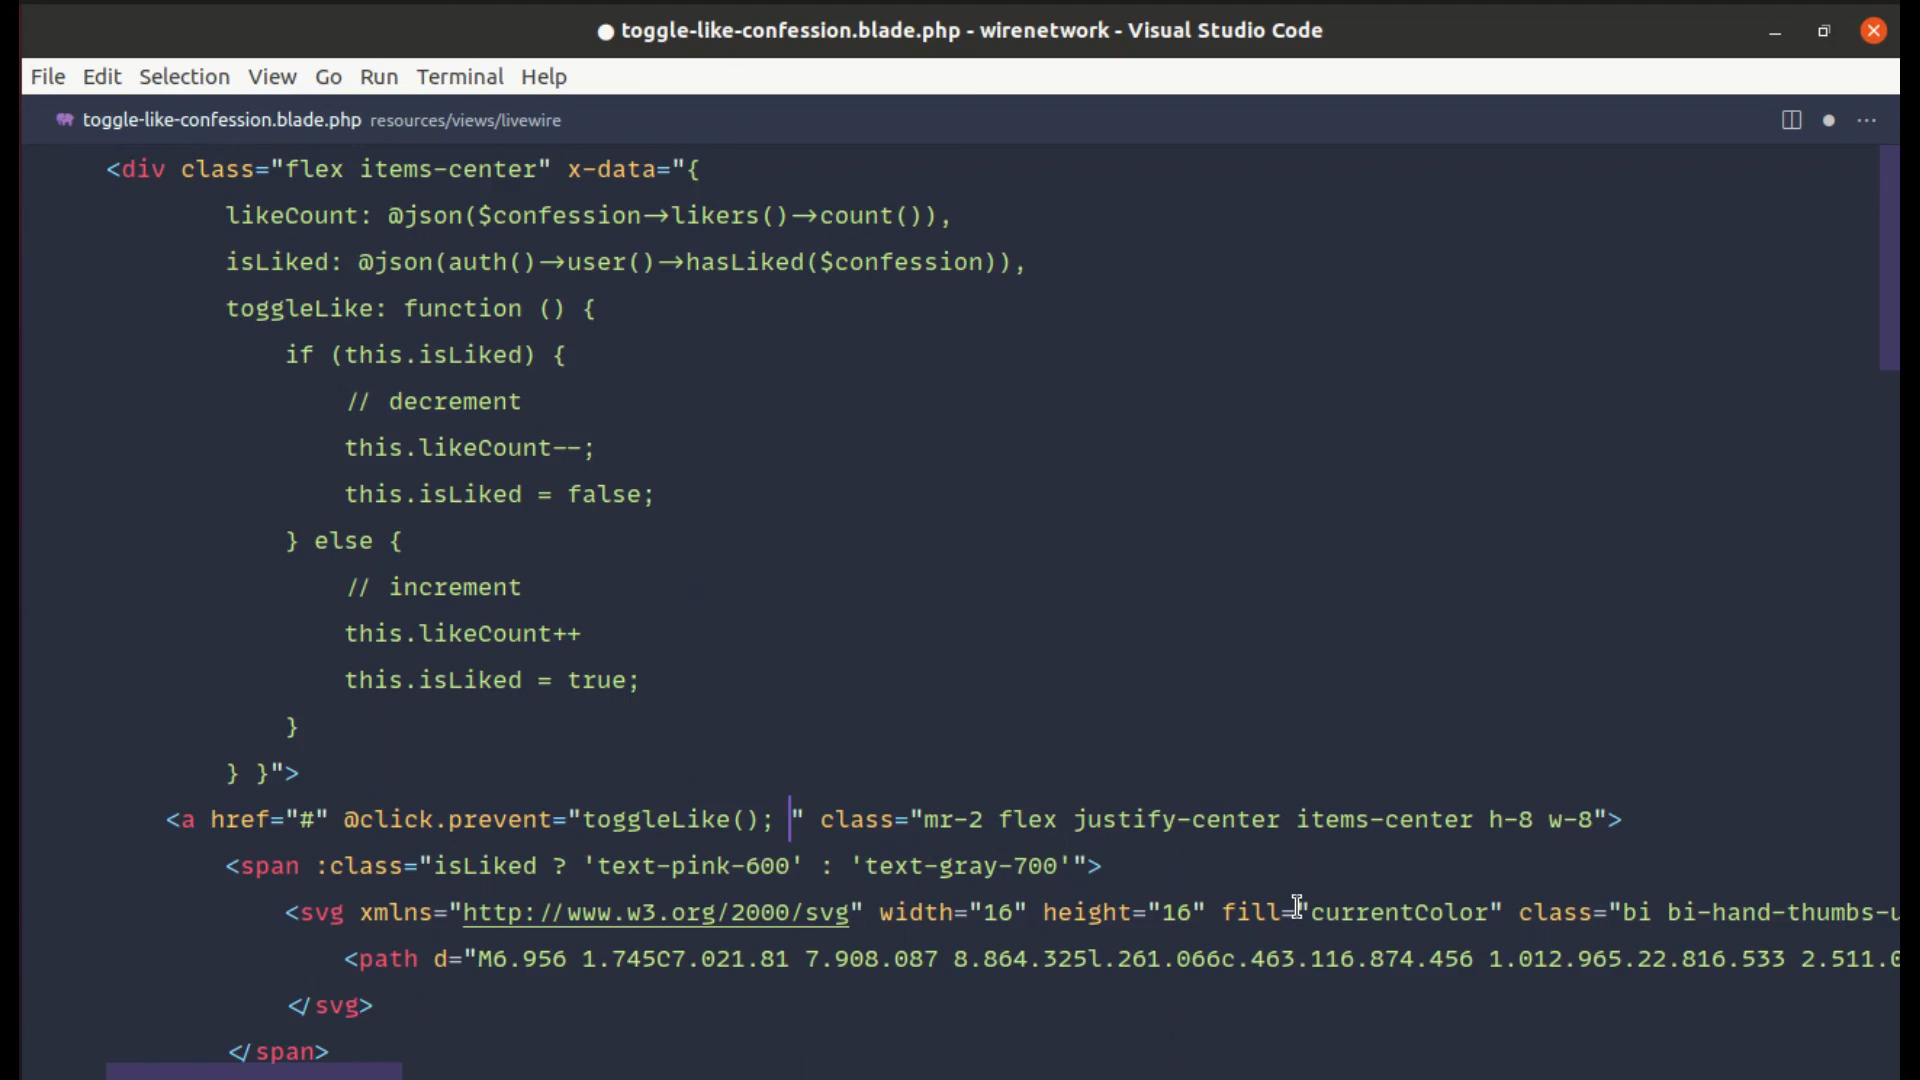 toggle-like-confession.blade.php - wirenetwork - Visual Studio Code
File Edit Selection View Go Run Terminal Help
toggle-like-confession.blade.php resources/views/livewire
<div class="flex items-center" x-data="{
likeCount: @json($confession->likers()->count()),
isLiked: @json(auth()->user()->hasLiked($confession)),
toggleLike: function () {
if (this.isLiked) {
// decrement
this.likeCount--;
this.isLiked = false;
} else {
// increment
this.likeCount++
this.isLiked = true;
}
} }">
<a href="#" @click.prevent="toggleLike(); " class="mr-2 flex justify-center items-center h-8 w-8">
<span :class="isLiked ? 'text-pink-600' : 'text-gray-700'">
<svg xmlns="http://www.w3.org/2000/svg" width="16" height="16" fill="currentColor" class="bi bi-hand-thumbs-u
<path d="M6.956 1.745C7.021.81 7.908.087 8.864.325l.261.066c.463.116.874.456 1.012.965.22.816.533 2.511.0
</svg>
</span>